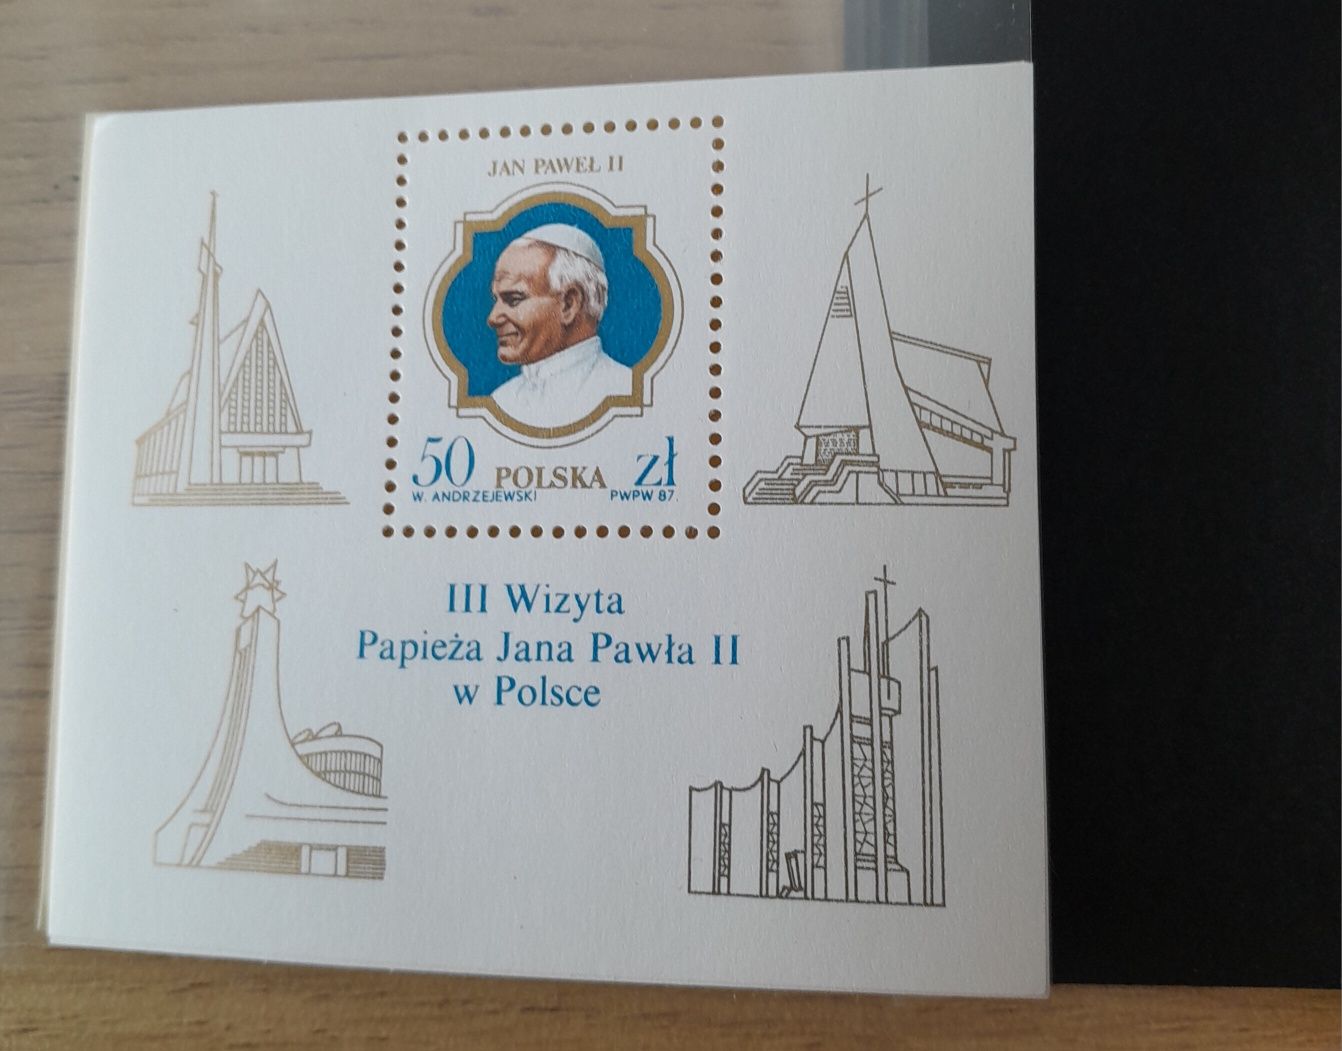 JAN PAWEŁ II
50 POLSKA zł
W. ANDRZEJEWSKI PWPW 87.
III Wizyta
Papieża Jana Pawła II
w Polsce